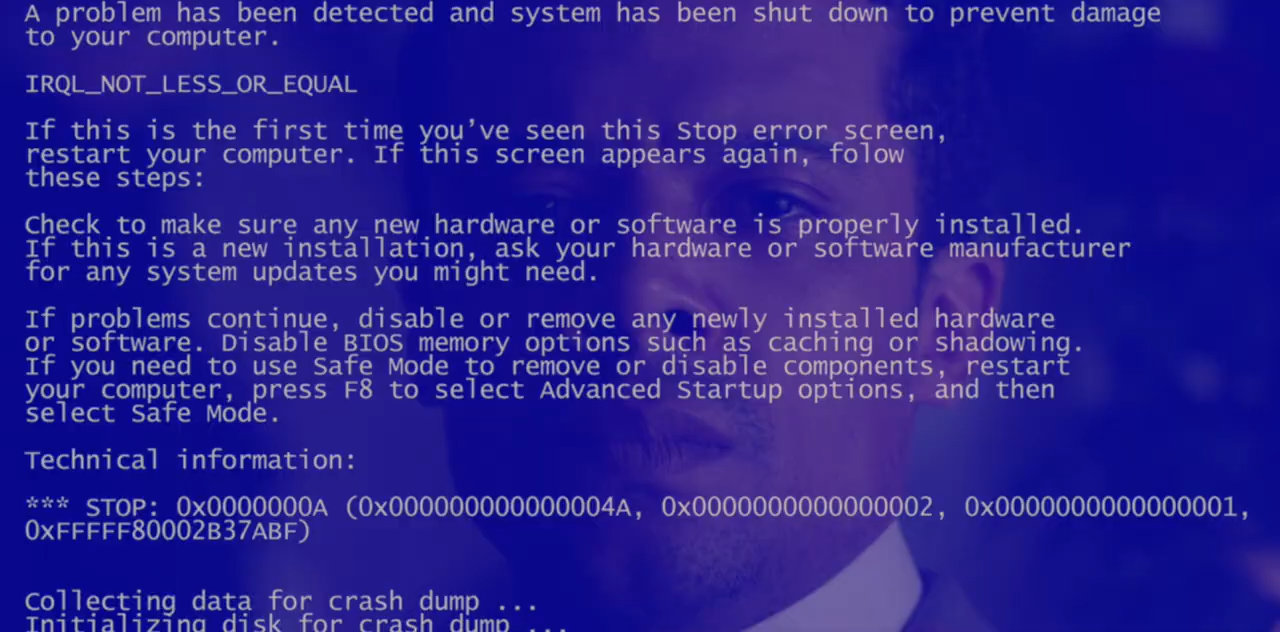 A problem has been detected and system has been shut down to prevent damage
to your computer.
IRQL_NOT_LESS_OR_EQUAL
If this is the first time you've seen this Stop error screen,
restart your computer. If this screen appears again, folow
these steps:
Check to make sure any new hardware or software is properly installed.
If this is a new installation, ask your hardware or software manufacturer
for any system updates you might need.
If problems continue, disable or remove any newly installed hardware
or software. Disable BIOS memory options such as caching or shadowing.
If you need to use Safe Mode to remove or disable components, restart
your computer, press F8 to select Advanced Startup options, and then
select Safe Mode.
Technical information:
*** STOP: 0x0000000A (0x000000000000004A, 0x0000000000000002, 0x0000000000000001,
0xFFFFF80002B37ABF)
Collecting data for crash dump ...
Initializing disk for crash dump ...